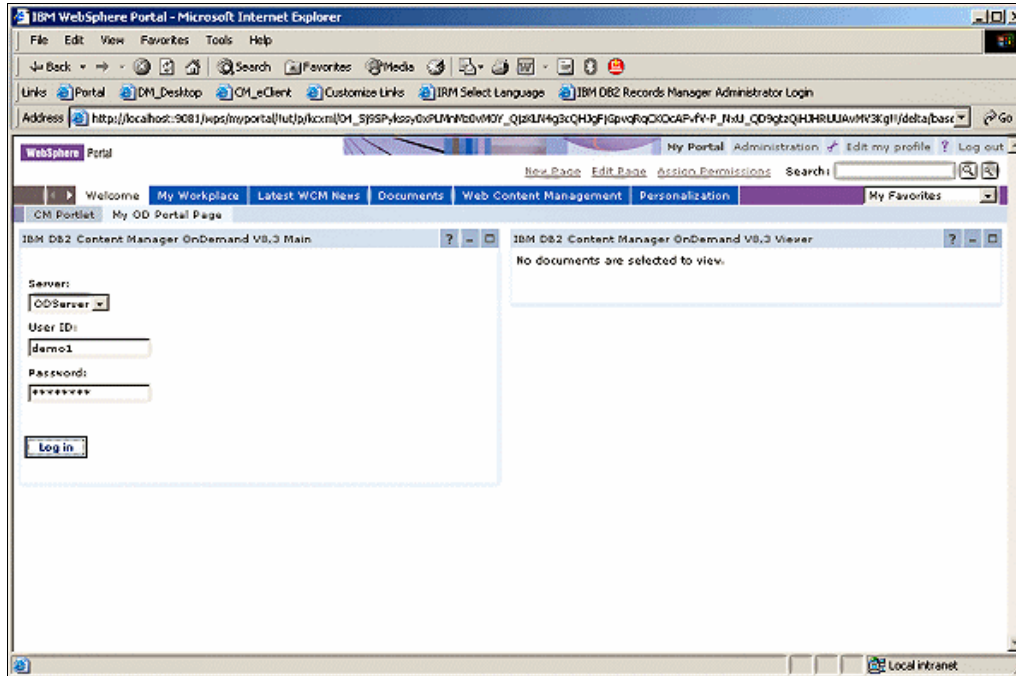 IBM WebSphere Portal - Microsoft Internet Explorer
File Edit View Favorites Tools Help
Back Search Favorites Media
Links Portal DM_Desktop CM_eClient Customize Links IRM Select Language IBM DB2 Records Manager Administrator Login
Address Go
WebSphere Portal My Portal Administration Edit my profile ? Log out
New Page Edit Page Assign Permissions Search:
Welcome My Workplace Latest WCM News Documents Web Content Management Personalization My Favorites
CM Portlet My OD Portal Page
IBM DB2 Content Manager OnDemand V8.3 Main ? IBM DB2 Content Manager OnDemand V8.3 Viewer ?
No documents are selected to view.
Server:
ODServer
User ID:
demo1
Password:
********
Log in
Local intranet